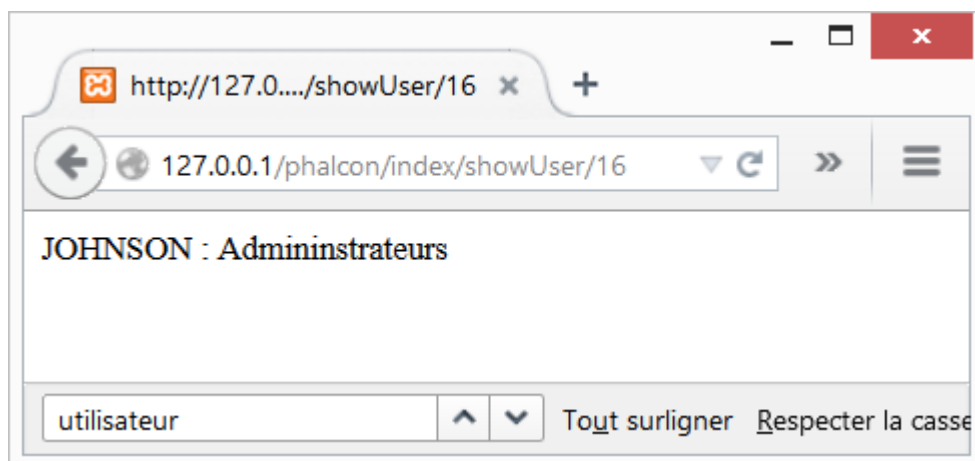 http://127.0..../showUser/16
127.0.0.1/phalcon/index/showUser/16
JOHNSON : Admininstrateurs
utilisateur Tout surligner Respecter la casse